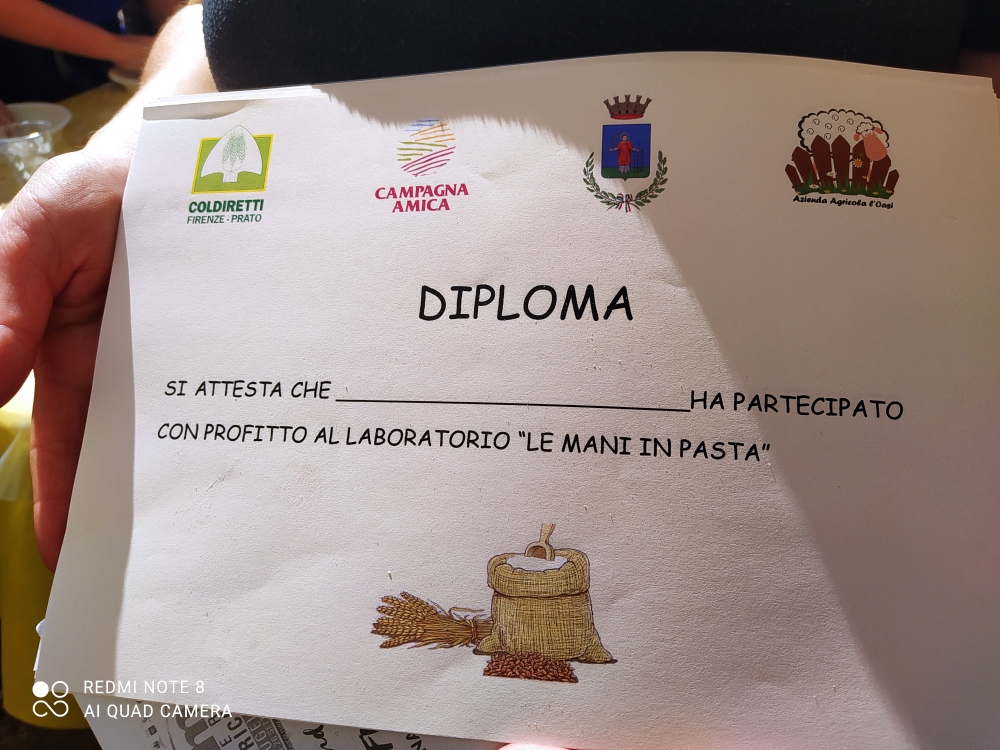 COLDIRETTI
FIRENZE - PRATO
CAMPAGNA
AMICA
Azienda Agricola l'Oasi
DIPLOMA
SI ATTESTA CHE ____________________ HA PARTECIPATO
CON PROFITTO AL LABORATORIO “LE MANI IN PASTA”
REDMI NOTE 8
AI QUAD CAMERA